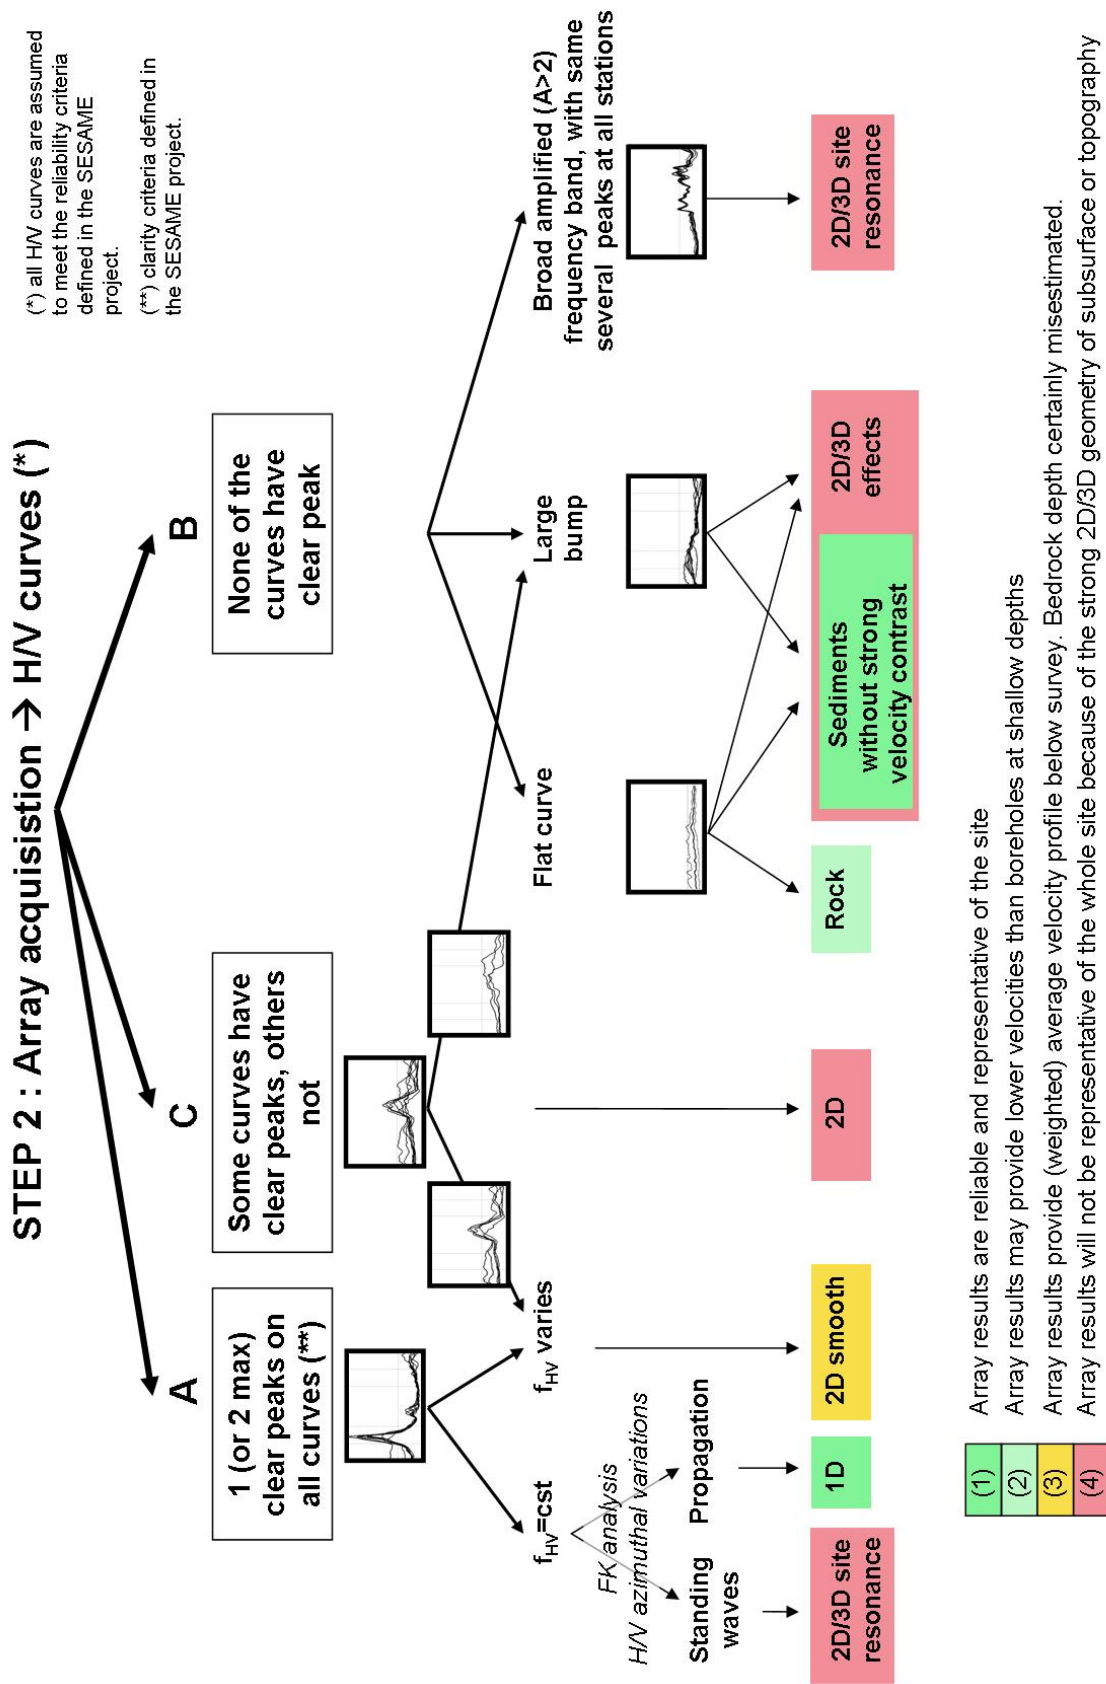 STEP 2 : Array acquisistion → H/V curves (*)
(*) all H/V curves are assumed
to meet the reliability criteria
defined in the SESAME
project.
(**) clarity criteria defined in
the SESAME project.
A
C
B
1 (or 2 max)
clear peaks on
all curves (**)
Some curves have
clear peaks, others
not
None of the
curves have
clear peak
fHV=cst
fHV varies
Flat curve
Large
bump
Broad amplified (A>2)
frequency band, with same
several peaks at all stations
FK analysis
H/V azimuthal variations
Standing
waves
Propagation
2D/3D site
resonance
1D
2D smooth
2D
Rock
Sediments
without strong
velocity contrast
2D/3D
effects
2D/3D site
resonance
(1) Array results are reliable and representative of the site
(2) Array results may provide lower velocities than boreholes at shallow depths
(3) Array results provide (weighted) average velocity profile below survey. Bedrock depth certainly misestimated.
(4) Array results will not be representative of the whole site because of the strong 2D/3D geometry of subsurface or topography